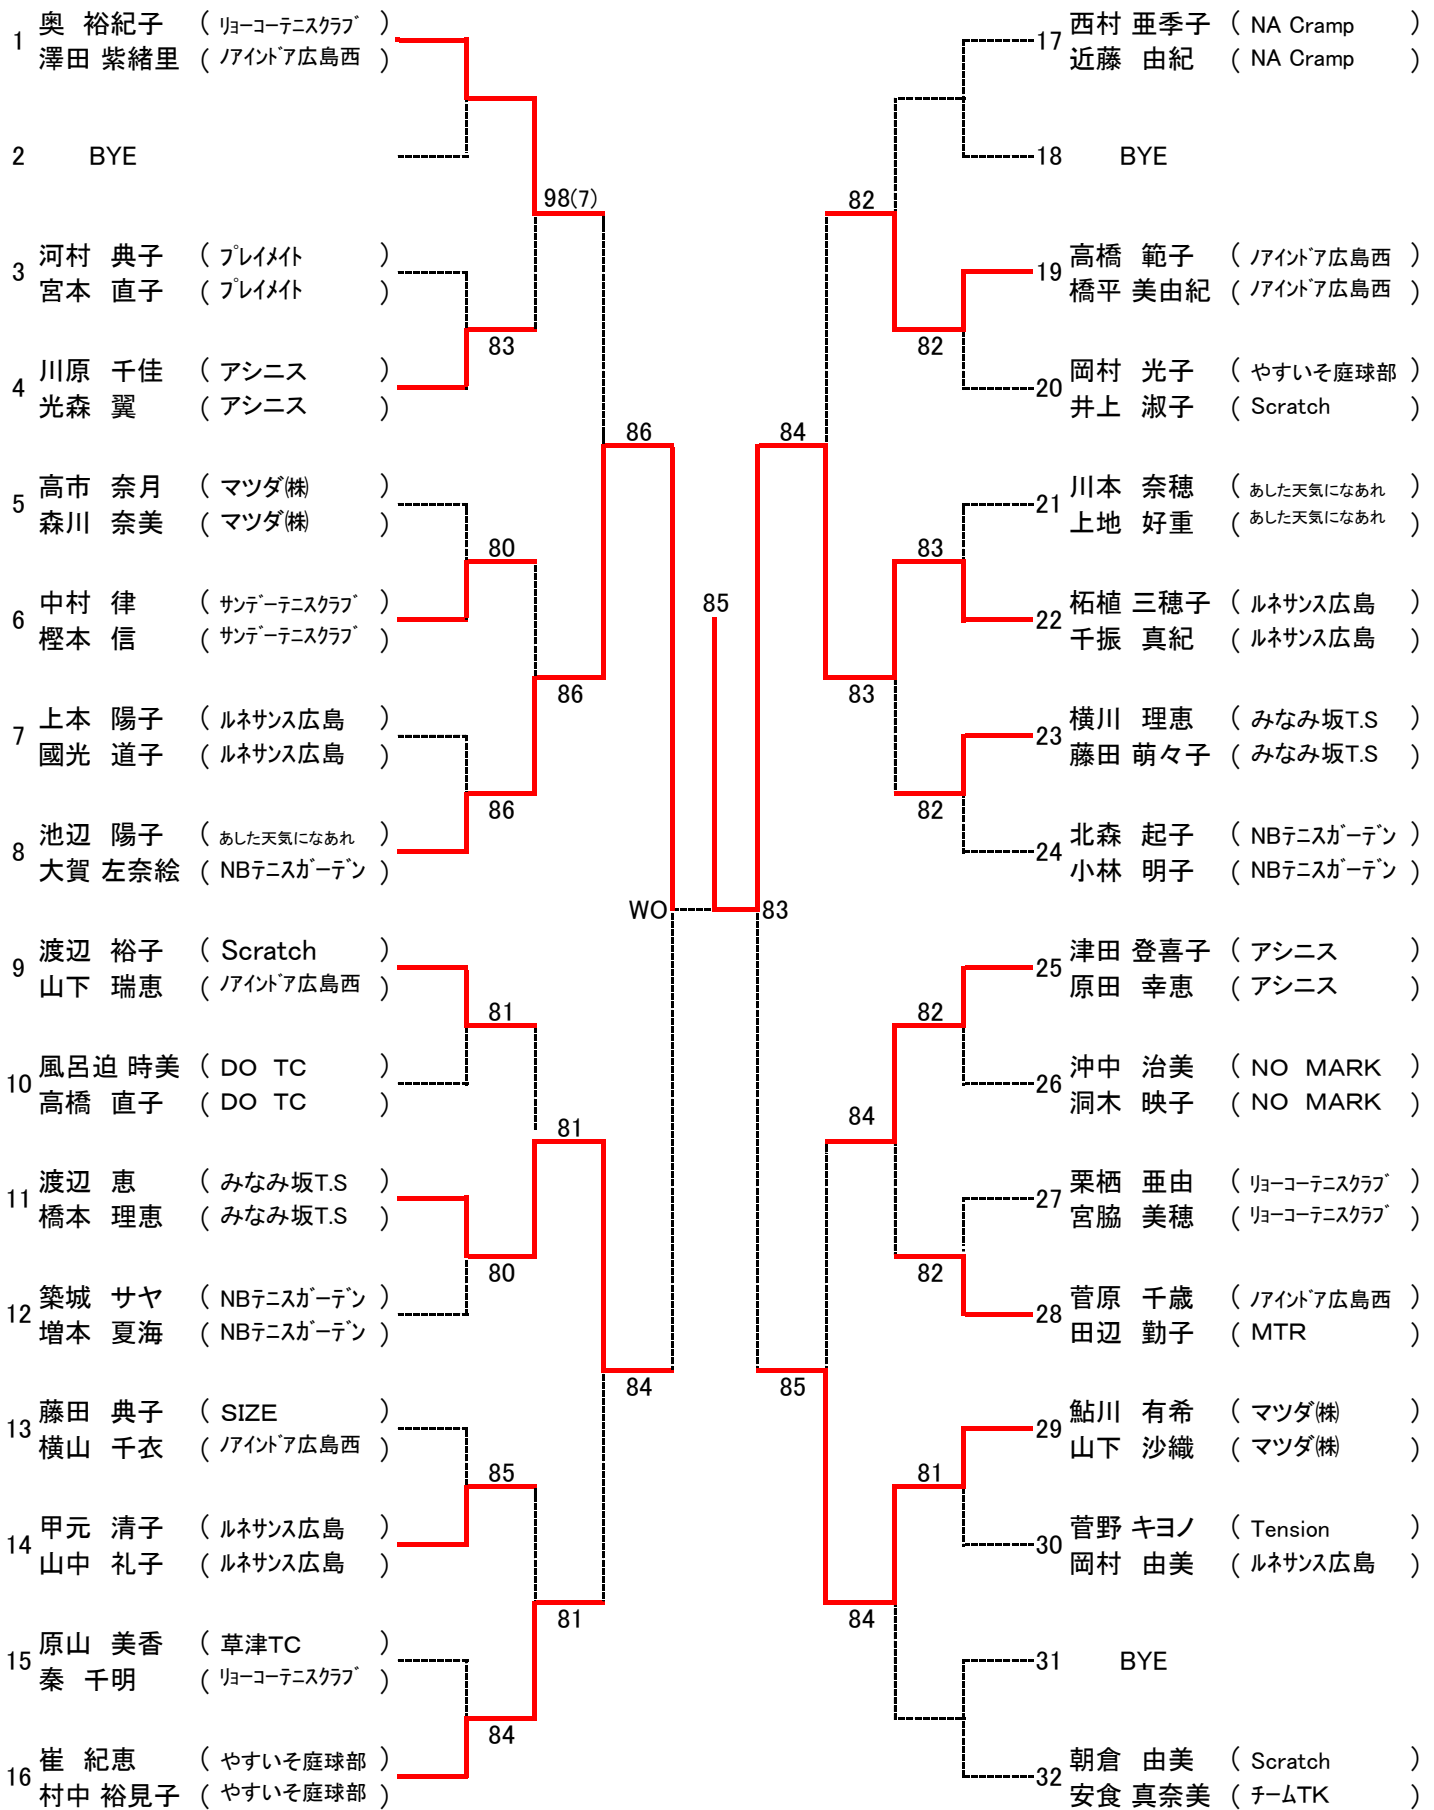 1 奥 裕紀子 ( ﾘｮｰｺｰﾃﾆｽｸﾗﾌﾞ )
澤田 紫緒里 ( ﾉｱｲﾝﾄﾞｱ広島西 )
2 BYE
98(7)
3 河村 典子 ( ﾌﾟﾚｲﾒｲﾄ )
宮本 直子 ( ﾌﾟﾚｲﾒｲﾄ )
83
4 川原 千佳 ( アシニス )
光森 翼 ( アシニス )
86
5 高市 奈月 ( マツダ㈱ )
森川 奈美 ( マツダ㈱ )
80
6 中村 律 ( ｻﾝﾃﾞｰﾃﾆｽｸﾗﾌﾞ )
樫本 信 ( ｻﾝﾃﾞｰﾃﾆｽｸﾗﾌﾞ )
86
7 上本 陽子 ( ﾙﾈｻﾝｽ広島 )
國光 道子 ( ﾙﾈｻﾝｽ広島 )
86
8 池辺 陽子 ( あした天気になあれ )
大賀 左奈絵 ( NBﾃﾆｽｶﾞｰﾃﾞﾝ )
WO
9 渡辺 裕子 ( Scratch )
山下 瑞恵 ( ﾉｱｲﾝﾄﾞｱ広島西 )
81
10 風呂迫 時美 ( DO TC )
高橋 直子 ( DO TC )
81
11 渡辺 恵 ( みなみ坂T.S )
橋本 理恵 ( みなみ坂T.S )
80
12 築城 サヤ ( NBﾃﾆｽｶﾞｰﾃﾞﾝ )
増本 夏海 ( NBﾃﾆｽｶﾞｰﾃﾞﾝ )
84
13 藤田 典子 ( SIZE )
横山 千衣 ( ﾉｱｲﾝﾄﾞｱ広島西 )
85
14 甲元 清子 ( ﾙﾈｻﾝｽ広島 )
山中 礼子 ( ﾙﾈｻﾝｽ広島 )
81
15 原山 美香 ( 草津TC )
秦 千明 ( ﾘｮｰｺｰﾃﾆｽｸﾗﾌﾞ )
84
16 崔 紀恵 ( やすいそ庭球部 )
村中 裕見子 ( やすいそ庭球部 )
85
17 西村 亜季子 ( NA Cramp )
近藤 由紀 ( NA Cramp )
18 BYE
82
19 高橋 範子 ( ﾉｱｲﾝﾄﾞｱ広島西 )
橋平 美由紀 ( ﾉｱｲﾝﾄﾞｱ広島西 )
82
20 岡村 光子 ( やすいそ庭球部 )
井上 淑子 ( Scratch )
84
21 川本 奈穂 ( あした天気になあれ )
上地 好重 ( あした天気になあれ )
83
22 柘植 三穂子 ( ﾙﾈｻﾝｽ広島 )
千振 真紀 ( ﾙﾈｻﾝｽ広島 )
83
23 横川 理恵 ( みなみ坂T.S )
藤田 萌々子 ( みなみ坂T.S )
82
24 北森 起子 ( NBﾃﾆｽｶﾞｰﾃﾞﾝ )
小林 明子 ( NBﾃﾆｽｶﾞｰﾃﾞﾝ )
83
25 津田 登喜子 ( アシニス )
原田 幸恵 ( アシニス )
82
26 沖中 治美 ( NO MARK )
洞木 映子 ( NO MARK )
84
27 栗栖 亜由 ( ﾘｮｰｺｰﾃﾆｽｸﾗﾌﾞ )
宮脇 美穂 ( ﾘｮｰｺｰﾃﾆｽｸﾗﾌﾞ )
82
28 菅原 千歳 ( ﾉｱｲﾝﾄﾞｱ広島西 )
田辺 勤子 ( MTR )
85
29 鮎川 有希 ( マツダ㈱ )
山下 沙織 ( マツダ㈱ )
81
30 菅野 キヨノ ( Tension )
岡村 由美 ( ﾙﾈｻﾝｽ広島 )
84
31 BYE
32 朝倉 由美 ( Scratch )
安食 真奈美 ( ﾁｰﾑTK )